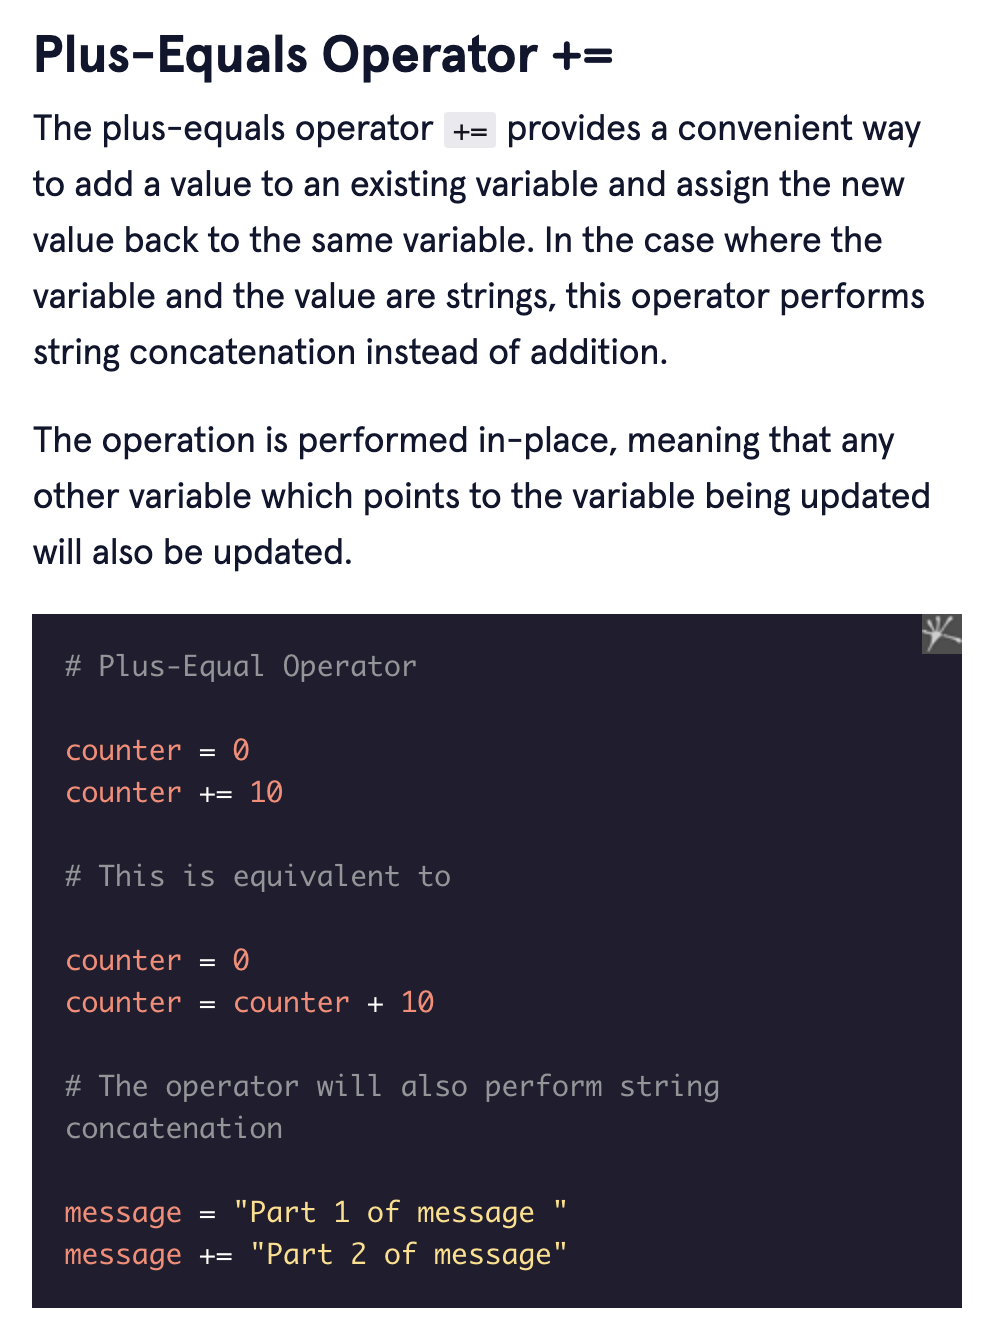 Plus-Equals Operator +=
The plus-equals operator += provides a convenient way
to add a value to an existing variable and assign the new
value back to the same variable. In the case where the
variable and the value are strings, this operator performs
string concatenation instead of addition.
The operation is performed in-place, meaning that any
other variable which points to the variable being updated
will also be updated.
# Plus-Equal Operator
counter = 0
counter += 10
# This is equivalent to
counter = 0
counter = counter + 10
# The operator will also perform string
concatenation
message = "Part 1 of message "
message += "Part 2 of message"